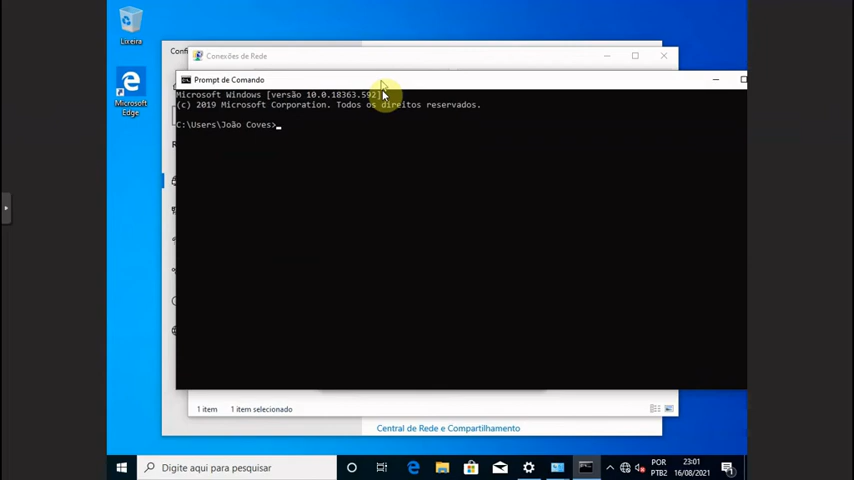 Lixeira
Microsoft
Edge
Confi
Conexões de Rede
Prompt de Comando
Microsoft Windows [versão 10.0.18363.592]
(c) 2019 Microsoft Corporation. Todos os direitos reservados.
C:\Users\João Coves>
R
1 item
1 item selecionado
Central de Rede e Compartilhamento
Digite aqui para pesquisar
POR
PTB2
23:01
16/08/2021
1